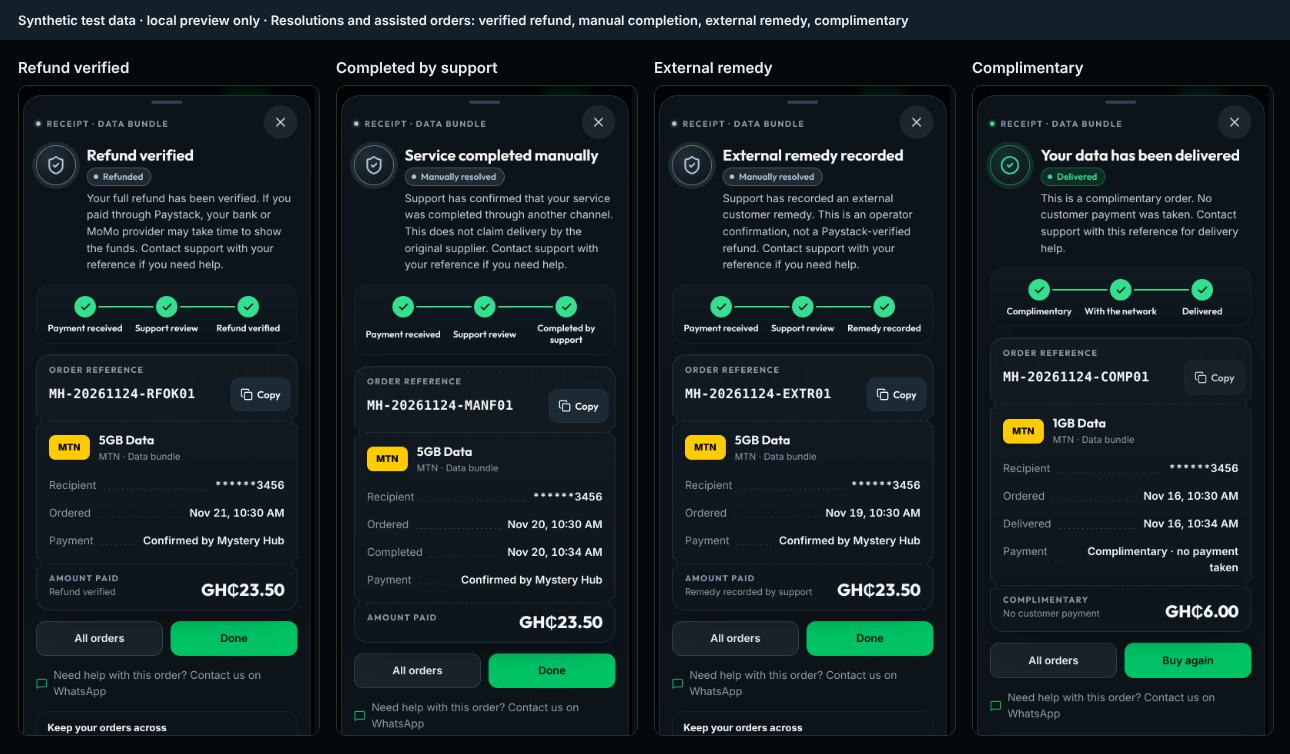 Synthetic test data · local preview only · Resolutions and assisted orders: verified refund, manual completion, external remedy, complimentary
Refund verified
RECEIPT · DATA BUNDLE
Refund verified
Refunded
Your full refund has been verified. If you
paid through Paystack, your bank or
MoMo provider may take time to show
the funds. Contact support with your
reference if you need help.
Payment received
Support review
Refund verified
ORDER REFERENCE
MH-20261124-RFOK01
Copy
MTN
5GB Data
MTN · Data bundle
Recipient ******3456
Ordered Nov 21, 10:30 AM
Payment Confirmed by Mystery Hub
AMOUNT PAID
Refund verified
GH₵23.50
All orders
Done
Need help with this order? Contact us on
WhatsApp
Keep your orders across
Completed by support
RECEIPT · DATA BUNDLE
Service completed manually
Manually resolved
Support has confirmed that your service
was completed through another channel.
This does not claim delivery by the
original supplier. Contact support with
your reference if you need help.
Payment received
Support review
Completed by
support
ORDER REFERENCE
MH-20261124-MANF01
Copy
MTN
5GB Data
MTN · Data bundle
Recipient ******3456
Ordered Nov 20, 10:30 AM
Completed Nov 20, 10:34 AM
Payment Confirmed by Mystery Hub
AMOUNT PAID
GH₵23.50
All orders
Done
Need help with this order? Contact us on
WhatsApp
External remedy
RECEIPT · DATA BUNDLE
External remedy recorded
Manually resolved
Support has recorded an external
customer remedy. This is an operator
confirmation, not a Paystack-verified
refund. Contact support with your
reference if you need help.
Payment received
Support review
Remedy recorded
ORDER REFERENCE
MH-20261124-EXTR01
Copy
MTN
5GB Data
MTN · Data bundle
Recipient ******3456
Ordered Nov 19, 10:30 AM
Payment Confirmed by Mystery Hub
AMOUNT PAID
Remedy recorded by support
GH₵23.50
All orders
Done
Need help with this order? Contact us on
WhatsApp
Keep your orders across
Complimentary
RECEIPT · DATA BUNDLE
Your data has been delivered
Delivered
This is a complimentary order. No
customer payment was taken. Contact
support with this reference for delivery
help.
Complimentary
With the network
Delivered
ORDER REFERENCE
MH-20261124-COMP01
Copy
MTN
1GB Data
MTN · Data bundle
Recipient ******3456
Ordered Nov 16, 10:30 AM
Delivered Nov 16, 10:34 AM
Payment Complimentary · no payment
taken
COMPLIMENTARY
No customer payment
GH₵6.00
All orders
Buy again
Need help with this order? Contact us on
WhatsApp